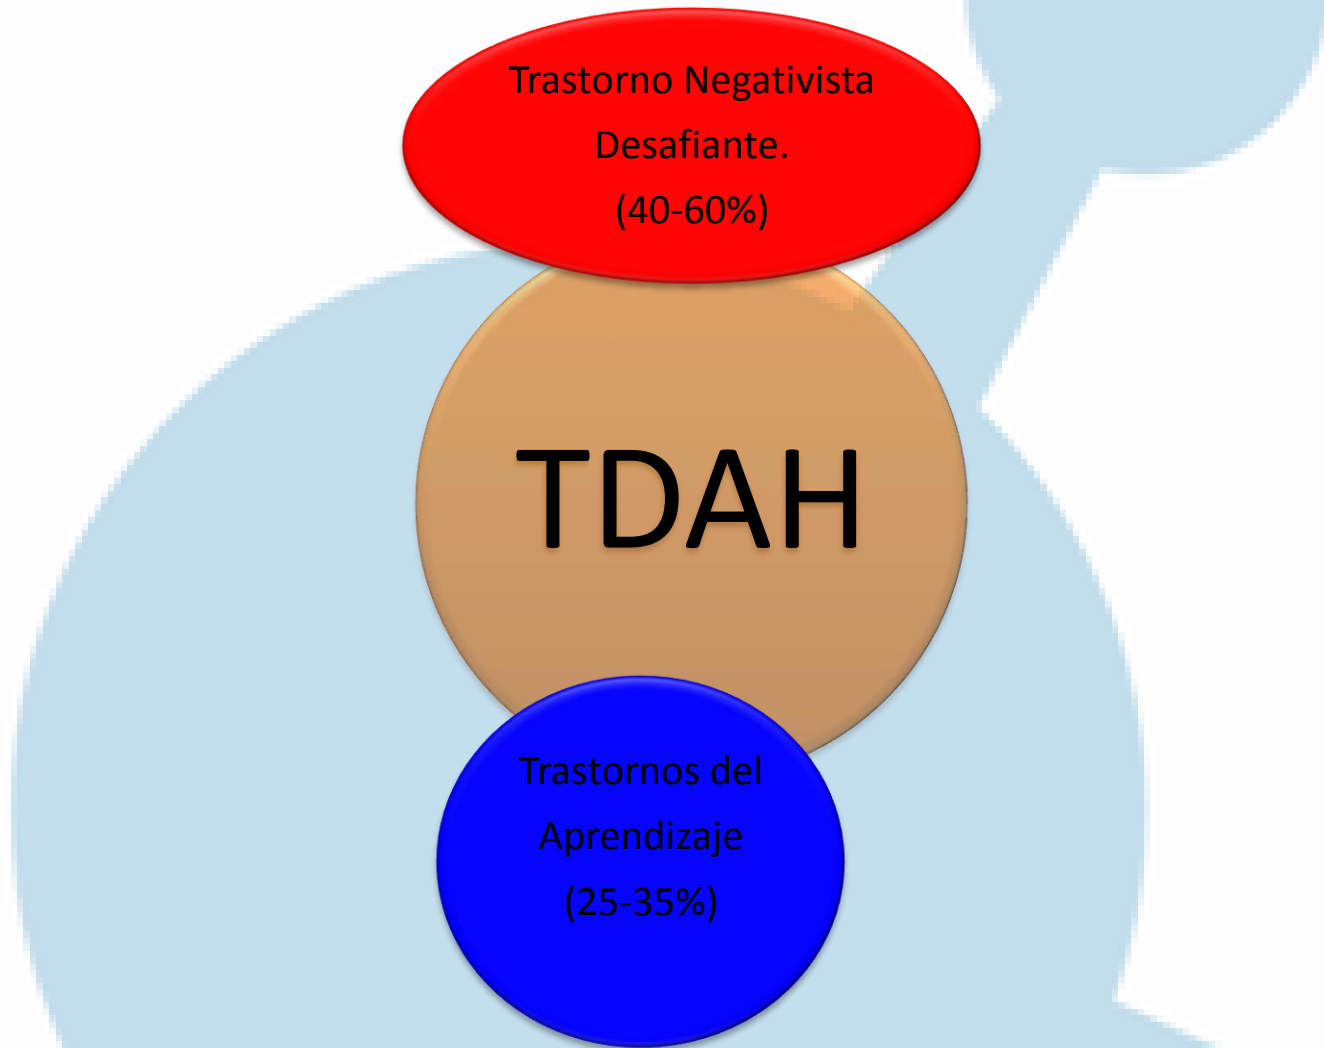 Trastorno Negativista
Desafiante.
(40-60%)
TDAH
Trastornos del
Aprendizaje
(25-35%)